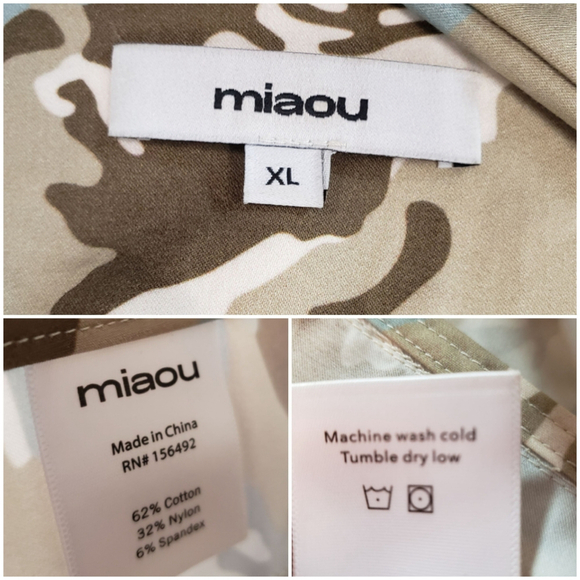 miaou
XL
miaou
Made in China
RN# 156492
62% Cotton
32% Nylon
6% Spandex
Machine wash cold
Tumble dry low